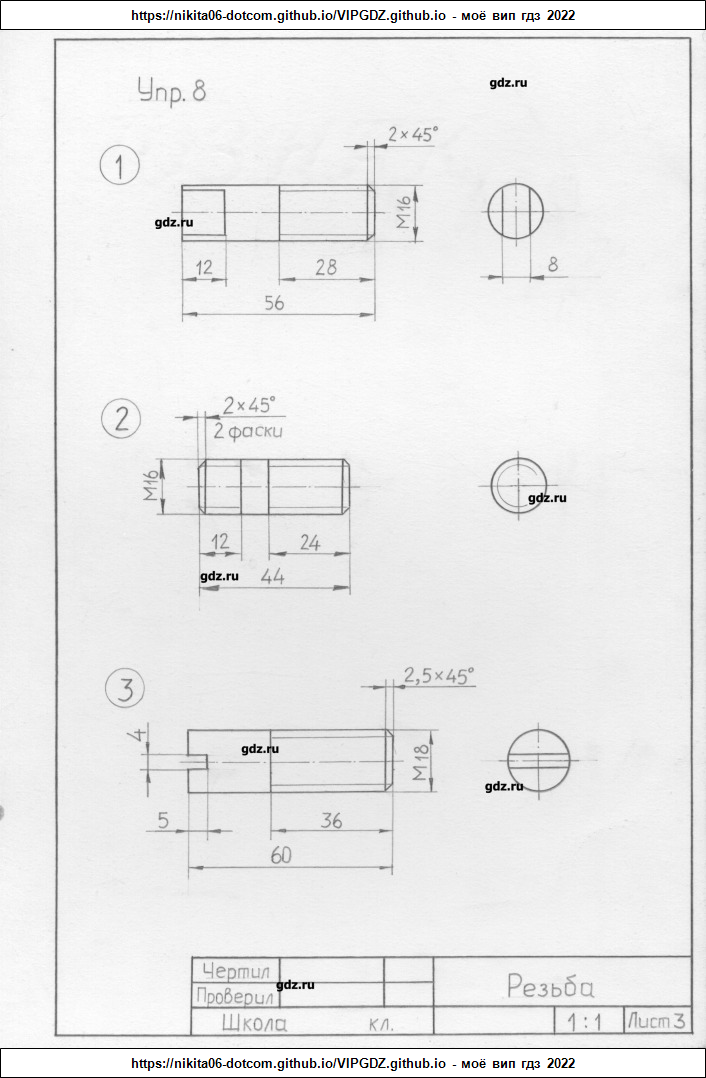 https://nikita06-dotcom.github.io/VIPGDZ.github.io - моё вип гдз 2022
Упр. 8
gdz.ru
1
2×45°
M16
gdz.ru
12
28
8
56
2
2×45°
2 фаски
M16
gdz.ru
12
24
gdz.ru
44
3
2,5×45°
4
gdz.ru
M18
gdz.ru
5
36
60
Чертил
gdz.ru
Проверил
Резьба
Школа кл.
1:1
Лист 3
https://nikita06-dotcom.github.io/VIPGDZ.github.io - моё вип гдз 2022